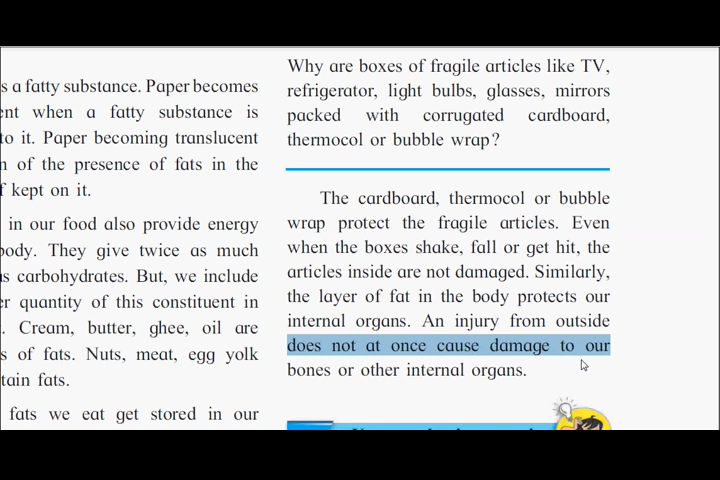 s a fatty substance. Paper becomes
ent when a fatty substance is
to it. Paper becoming translucent
n of the presence of fats in the
f kept on it.
in our food also provide energy
body. They give twice as much
as carbohydrates. But, we include
er quantity of this constituent in
. Cream, butter, ghee, oil are
s of fats. Nuts, meat, egg yolk
tain fats.
fats we eat get stored in our
Why are boxes of fragile articles like TV,
refrigerator, light bulbs, glasses, mirrors
packed with corrugated cardboard,
thermocol or bubble wrap?
The cardboard, thermocol or bubble
wrap protect the fragile articles. Even
when the boxes shake, fall or get hit, the
articles inside are not damaged. Similarly,
the layer of fat in the body protects our
internal organs. An injury from outside
does not at once cause damage to our
bones or other internal organs.